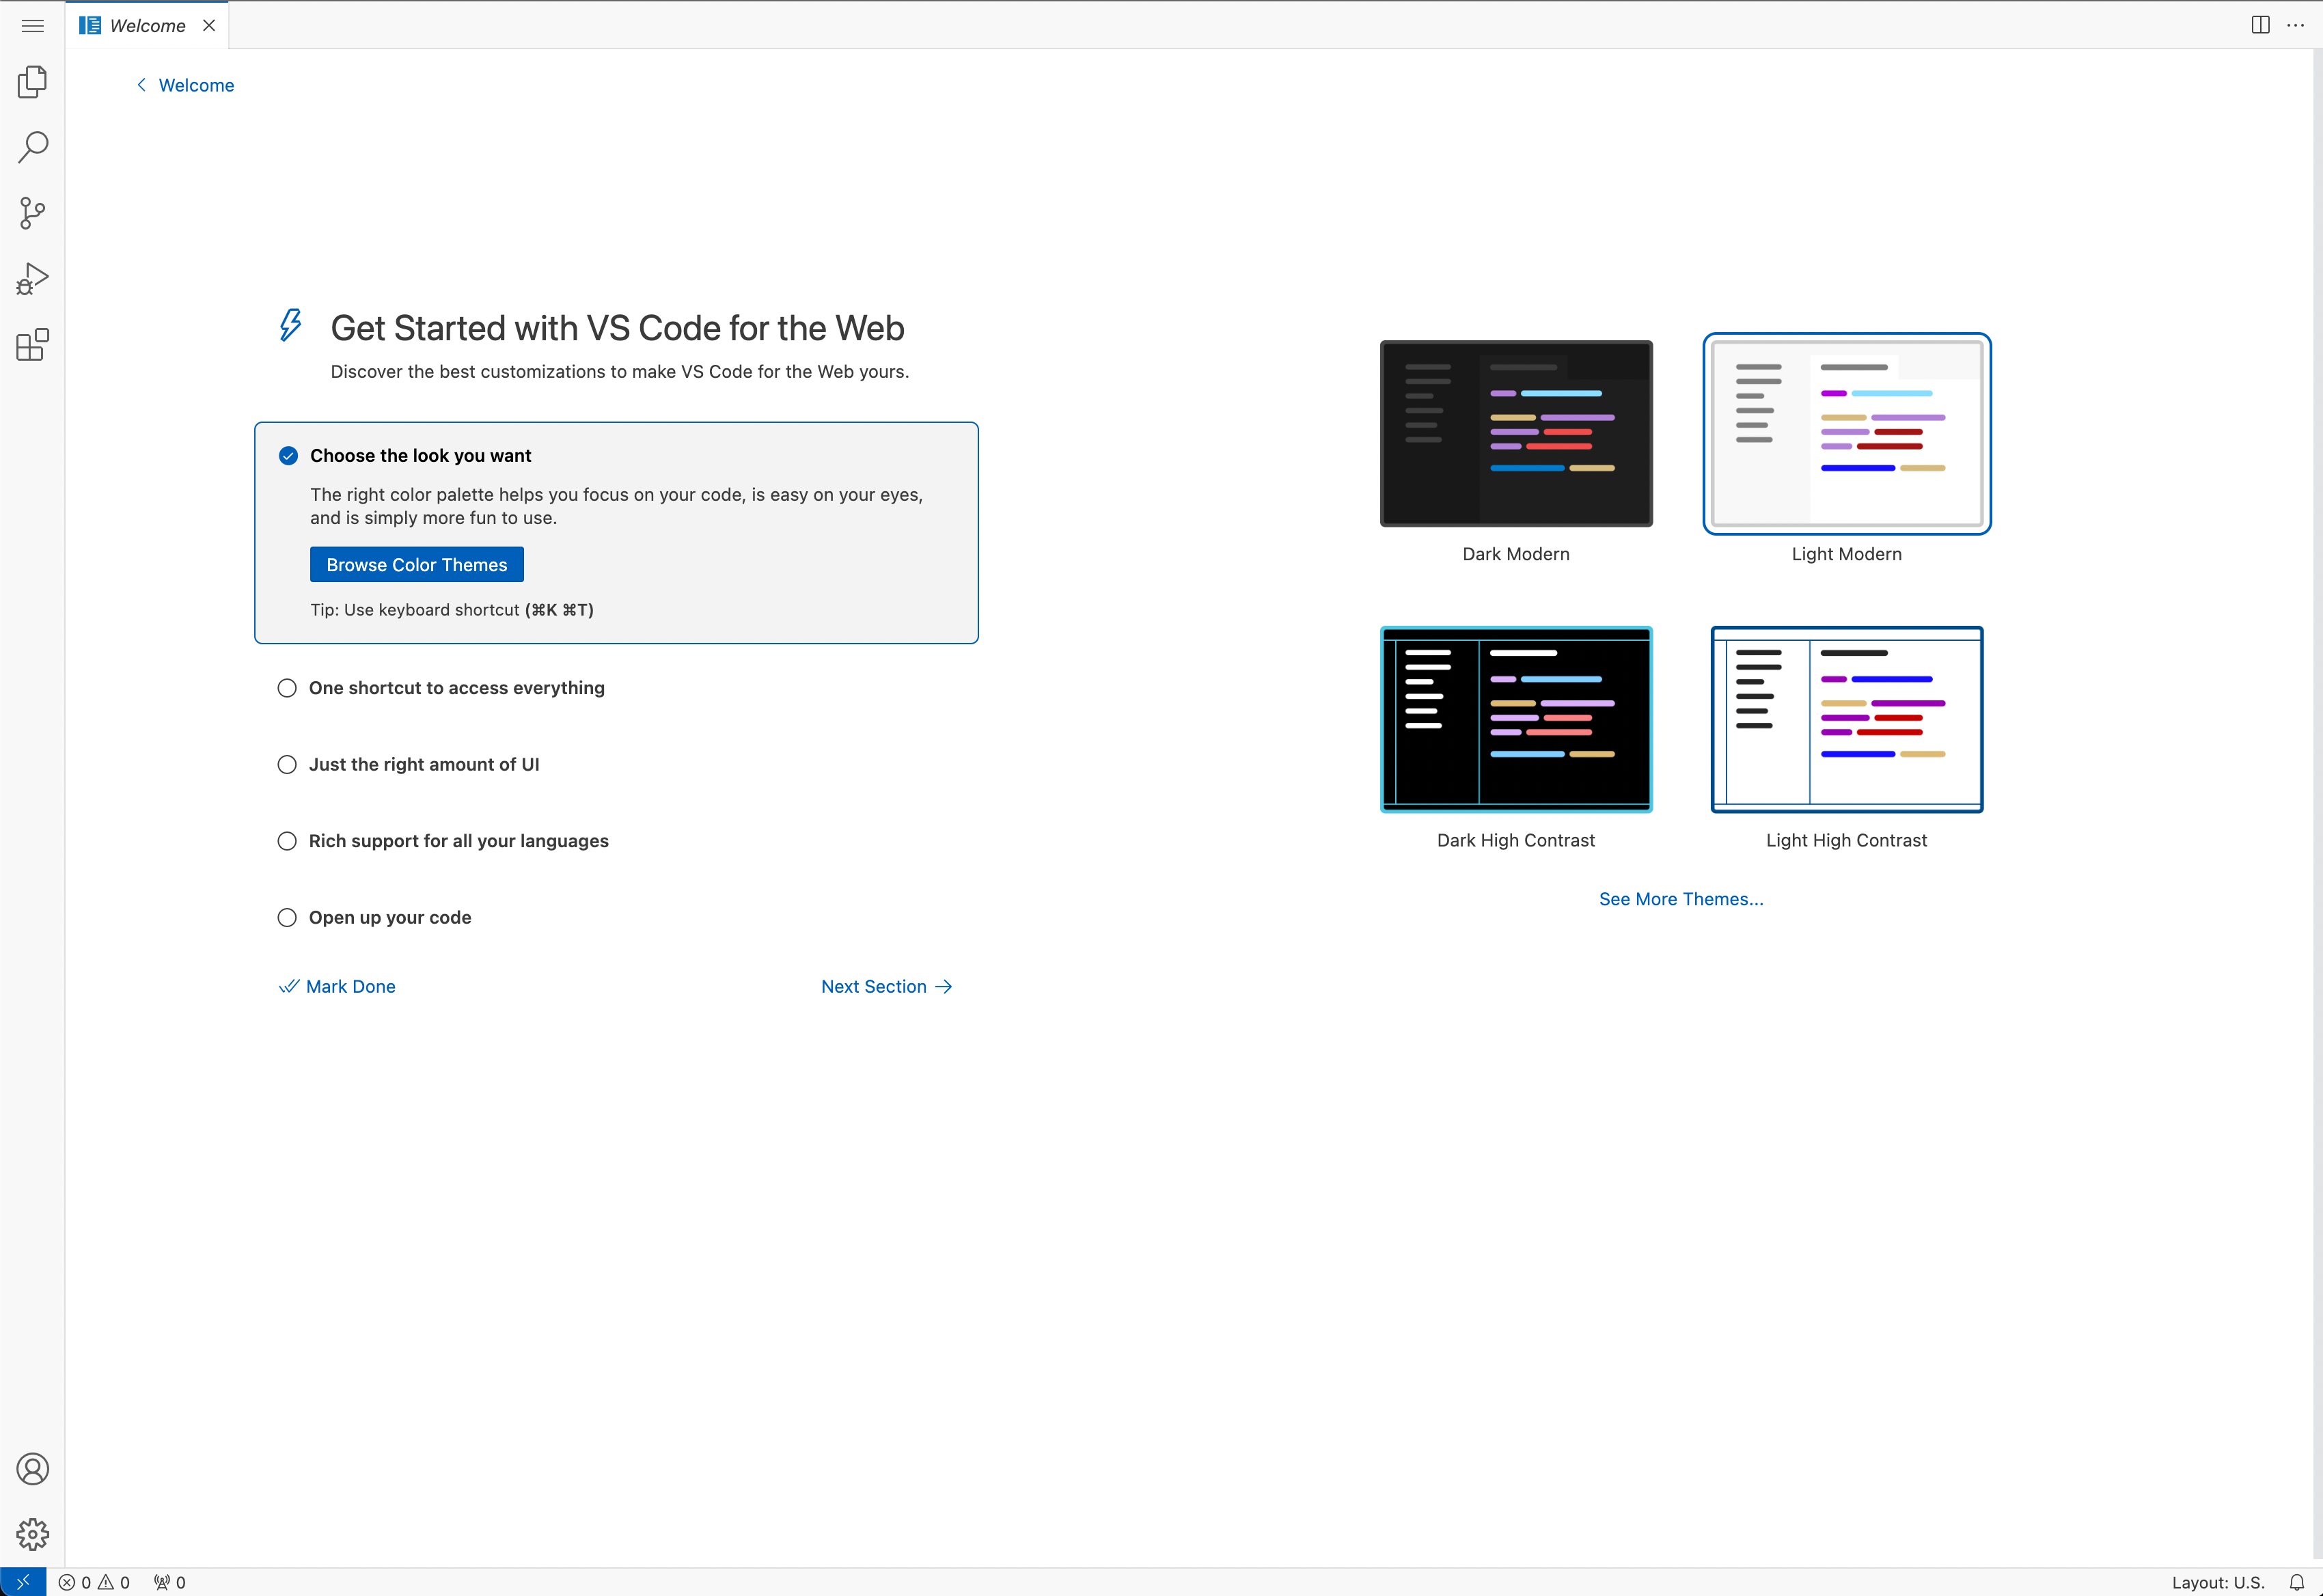 Welcome
Welcome
Get Started with VS Code for the Web
Discover the best customizations to make VS Code for the Web yours.
Choose the look you want
The right color palette helps you focus on your code, is easy on your eyes,
and is simply more fun to use.
Browse Color Themes
Tip: Use keyboard shortcut (⌘K ⌘T)
One shortcut to access everything
Just the right amount of UI
Rich support for all your languages
Open up your code
Mark Done
Next Section
Dark Modern
Light Modern
Dark High Contrast
Light High Contrast
See More Themes...
0 0 0
Layout: U.S.